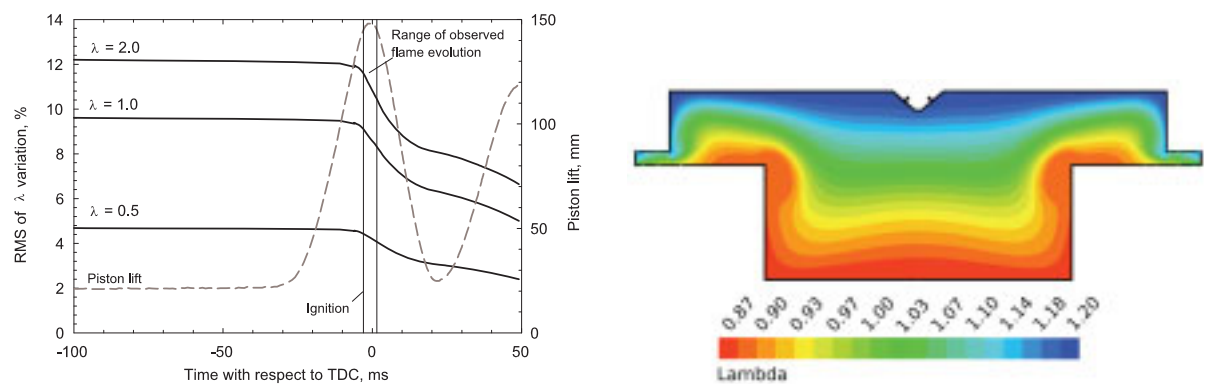 14
12
10
8
6
4
2
0
RMS of λ variation, %
λ = 2.0
λ = 1.0
λ = 0.5
Piston lift
Range of observed
flame evolution
Ignition
150
100
50
0
Piston lift, mm
-100
-50
0
50
Time with respect to TDC, ms
0.87
0.90
0.93
0.97
1.00
1.03
1.07
1.10
1.14
1.18
1.20
Lambda